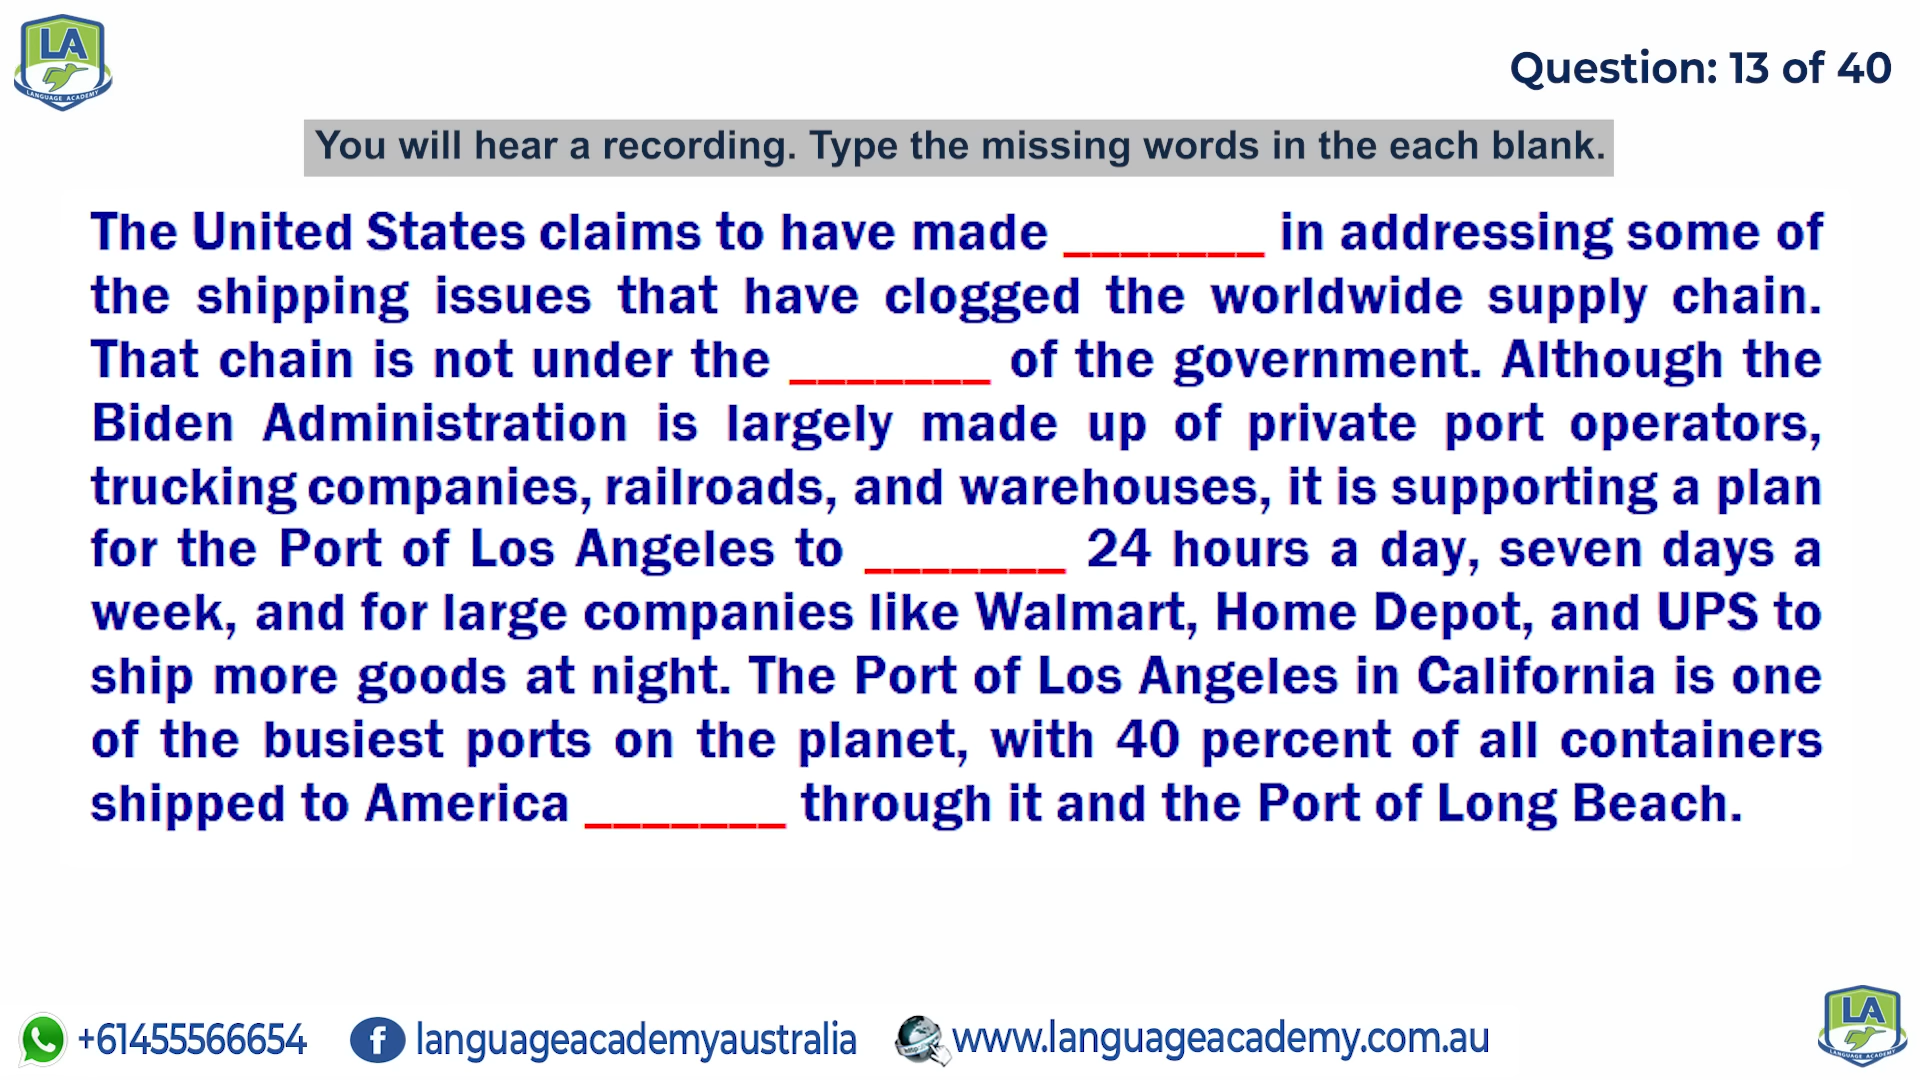 LA
LANGUAGE ACADEMY
Question: 13 of 40
You will hear a recording. Type the missing words in the each blank.
The United States claims to have made _______ in addressing some of
the shipping issues that have clogged the worldwide supply chain.
That chain is not under the _______ of the government. Although the
Biden Administration is largely made up of private port operators,
trucking companies, railroads, and warehouses, it is supporting a plan
for the Port of Los Angeles to _______ 24 hours a day, seven days a
week, and for large companies like Walmart, Home Depot, and UPS to
ship more goods at night. The Port of Los Angeles in California is one
of the busiest ports on the planet, with 40 percent of all containers
shipped to America _______ through it and the Port of Long Beach.
+61455566654 languageacademyaustralia www.languageacademy.com.au
LA
LANGUAGE ACADEMY